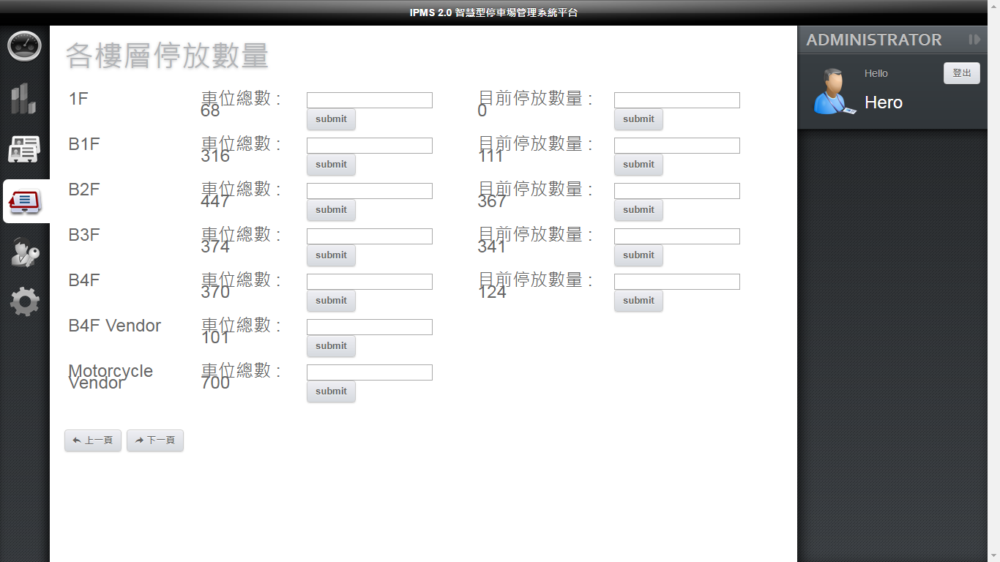 IPMS 2.0 智慧型停車場管理系統平台
ADMINISTRATOR
Hello
登出
Hero
各樓層停放數量
1F 車位總數 : 目前停放數量 :
68 0
submit submit
B1F 車位總數 : 目前停放數量 :
316 111
submit submit
B2F 車位總數 : 目前停放數量 :
447 367
submit submit
B3F 車位總數 : 目前停放數量 :
374 341
submit submit
B4F 車位總數 : 目前停放數量 :
370 124
submit submit
B4F Vendor 車位總數 :
101
submit
Motorcycle 車位總數 :
Vendor 700
submit
上一頁 下一頁